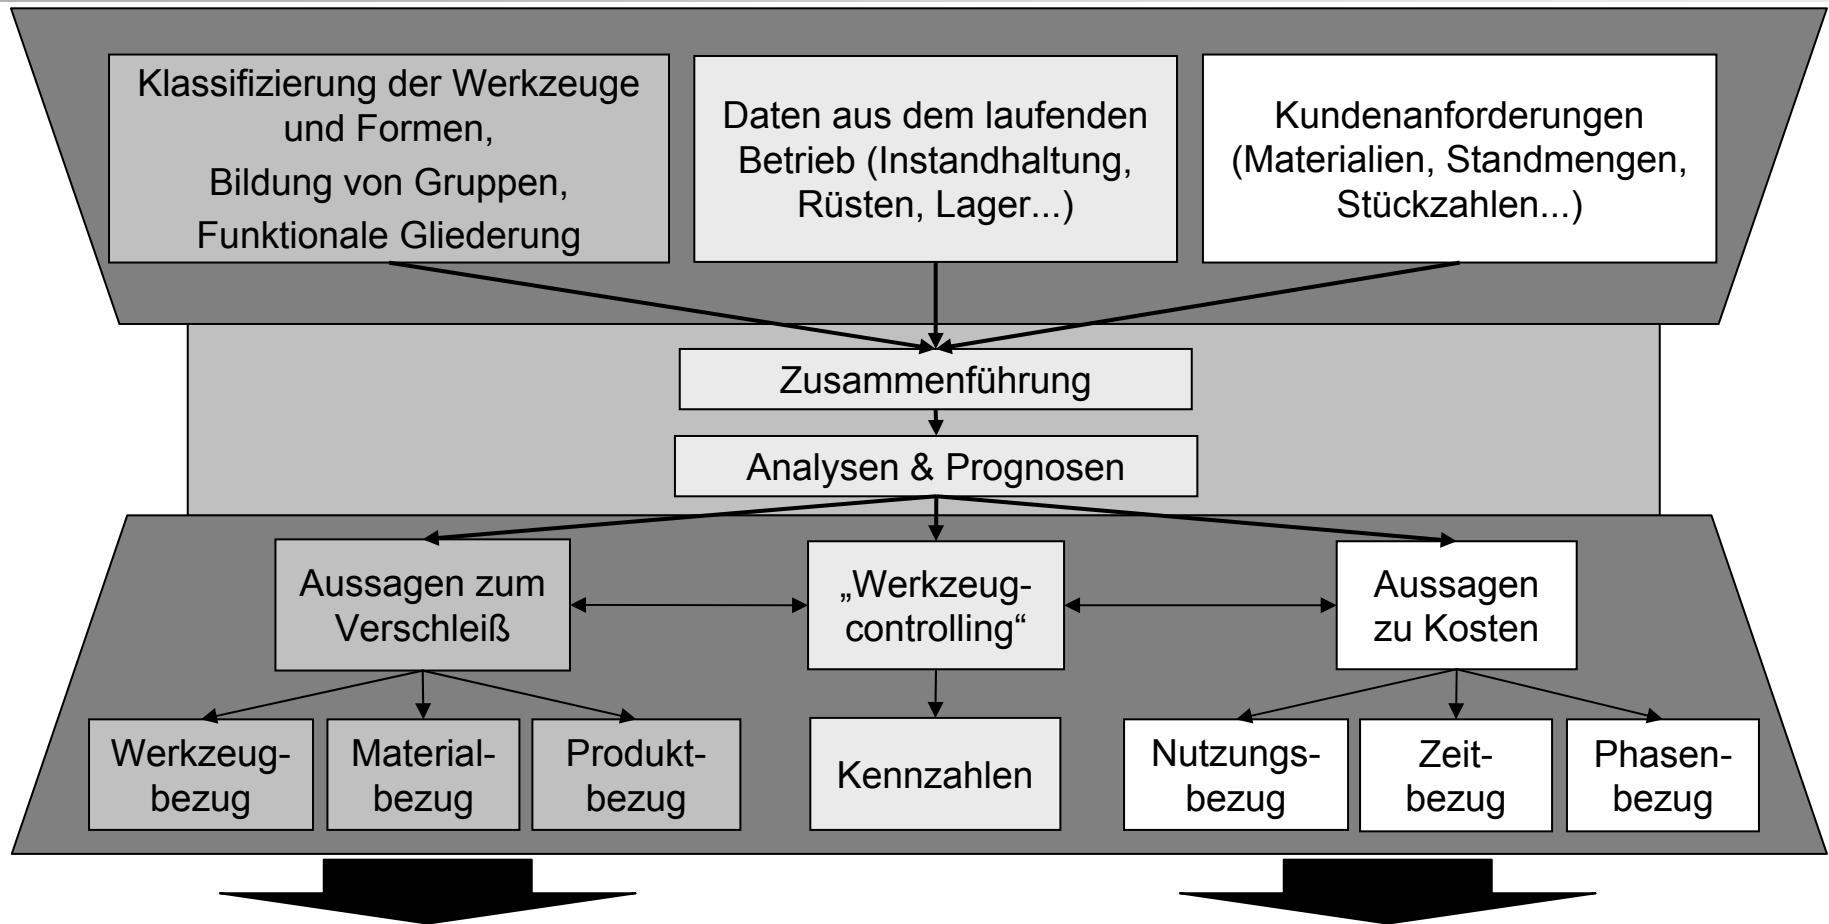 Klassifizierung der Werkzeuge
und Formen,
Bildung von Gruppen,
Funktionale Gliederung
Daten aus dem laufenden
Betrieb (Instandhaltung,
Rüsten, Lager...)
Kundenanforderungen
(Materialien, Standmengen,
Stückzahlen...)
Zusammenführung
Analysen & Prognosen
Aussagen zum
Verschleiß
„Werkzeug-
controlling“
Aussagen
zu Kosten
Werkzeug-
bezug
Material-
bezug
Produkt-
bezug
Kennzahlen
Nutzungs-
bezug
Zeit-
bezug
Phasen-
bezug